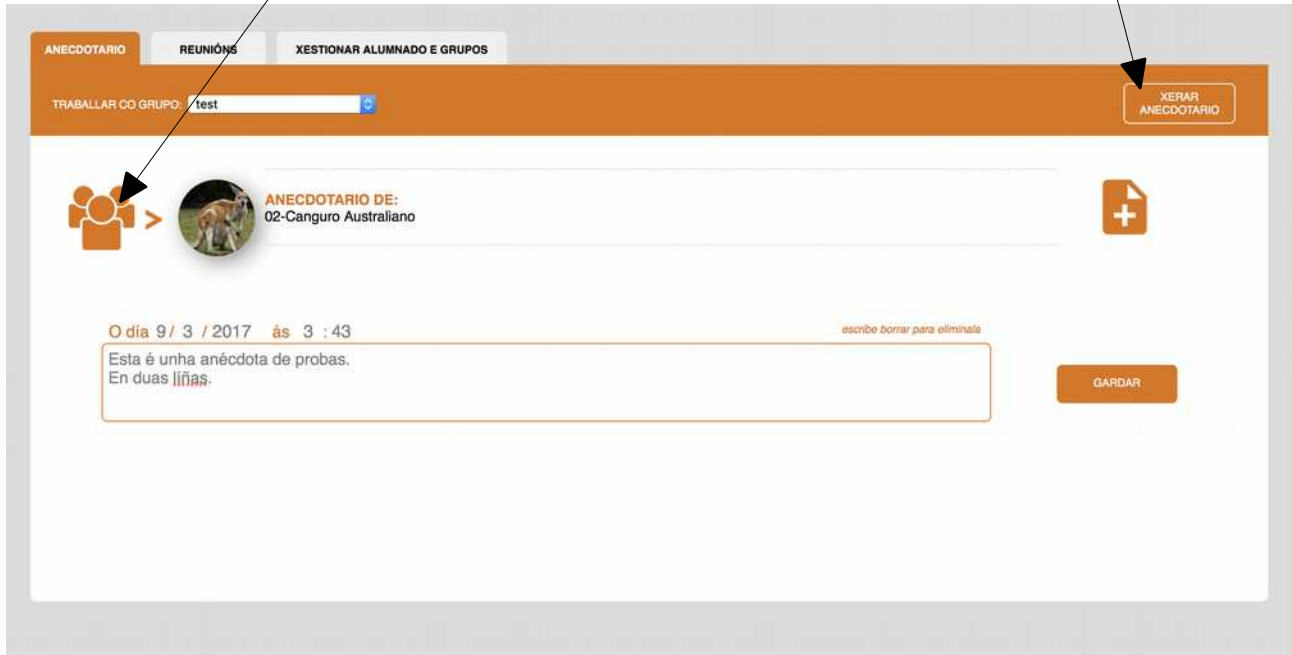 ANECDOTARIO REUNIÓNS XESTIONAR ALUMNADO E GRUPOS
TRABALLAR CO GRUPO: test
XERAR
ANECDOTARIO
>
ANECDOTARIO DE:
02-Canguro Australiano
O día 9 / 3 / 2017 ás 3 : 43
escribe borrar para eliminala
Esta é unha anécdota de probas.
En duas líñas.
GARDAR